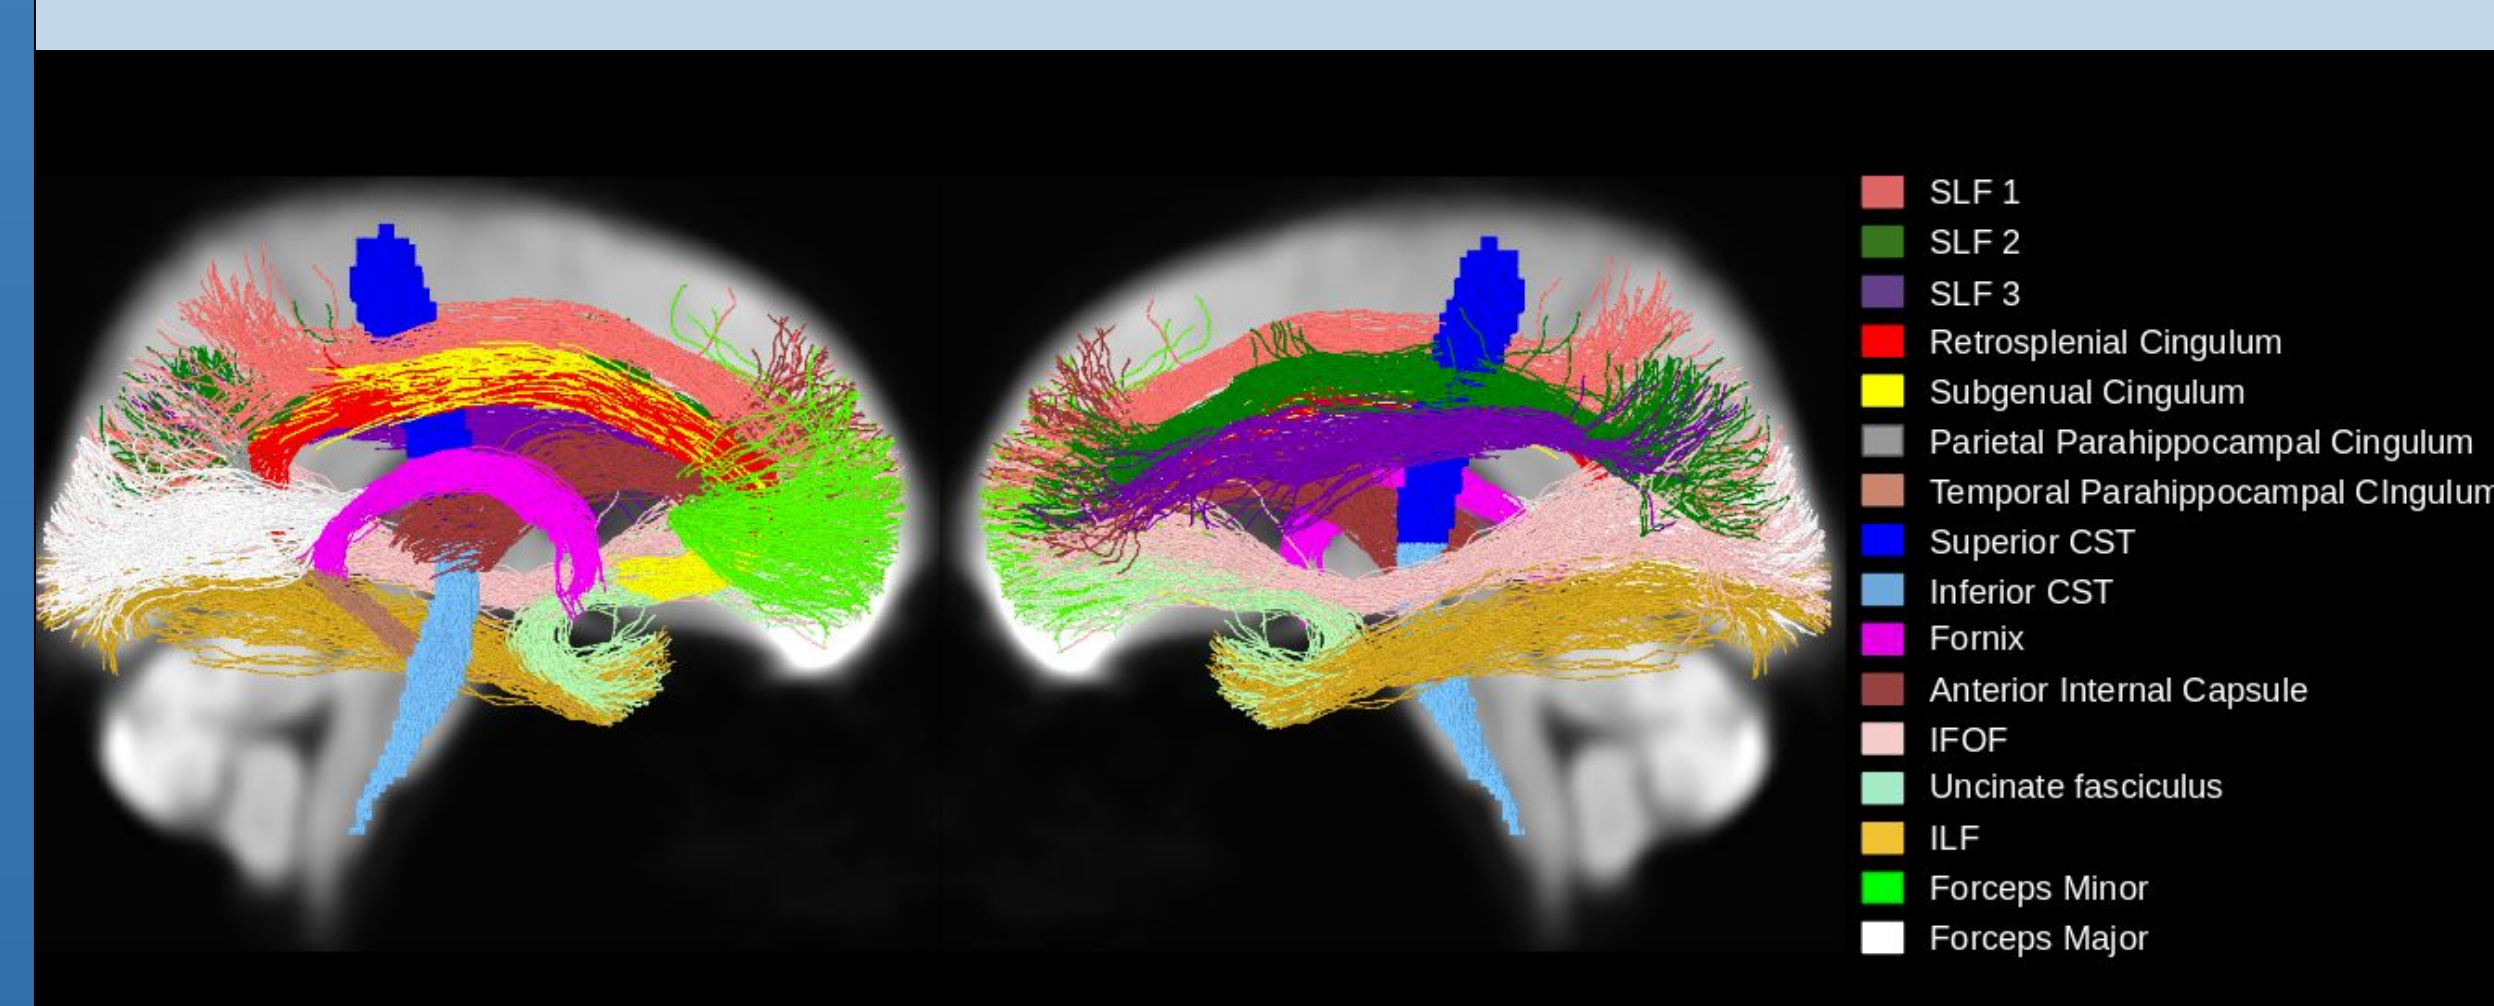 SLF 1
SLF 2
SLF 3
Retrosplenial Cingulum
Subgenual Cingulum
Parietal Parahippocampal Cingulum
Temporal Parahippocampal CIngulum
Superior CST
Inferior CST
Fornix
Anterior Internal Capsule
IFOF
Uncinate fasciculus
ILF
Forceps Minor
Forceps Major